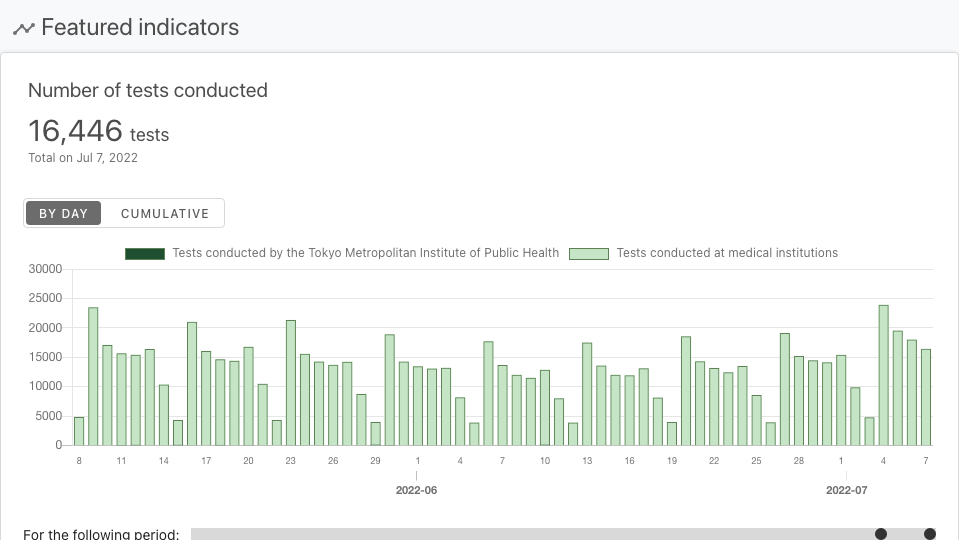 Featured indicators
Number of tests conducted
16,446 tests
Total on Jul 7, 2022
BY DAY CUMULATIVE
Tests conducted by the Tokyo Metropolitan Institute of Public Health Tests conducted at medical institutions
30000
25000
20000
15000
10000
5000
0
8 11 14 17 20 23 26 29 1 4 7 10 13 16 19 22 25 28 1 4 7
2022-06 2022-07
For the following period: